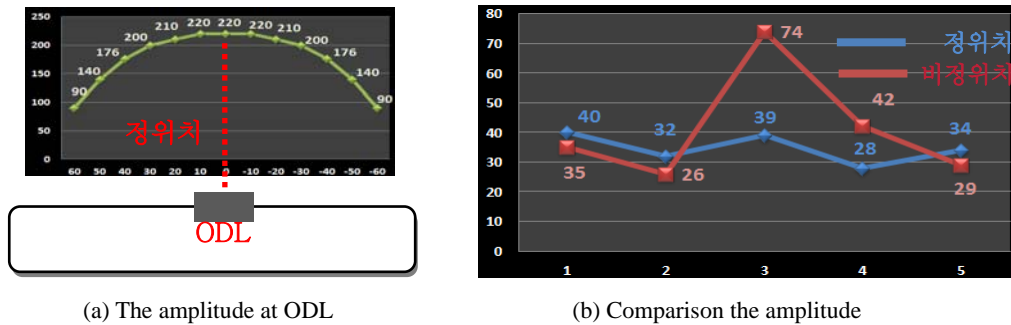 250
200
150
100
50
0
90 140 176 200 210 220 220 210 210 200 176 140 90
정위치
60 50 40 30 20 10 0 -10 -20 -30 -40 -50 -60
ODL
(a) The amplitude at ODL
80
70
60
50
40
30
20
10
0
정위치
비정위치
40 32 39 28 34
35 26 74 42 29
1 2 3 4 5
(b) Comparison the amplitude